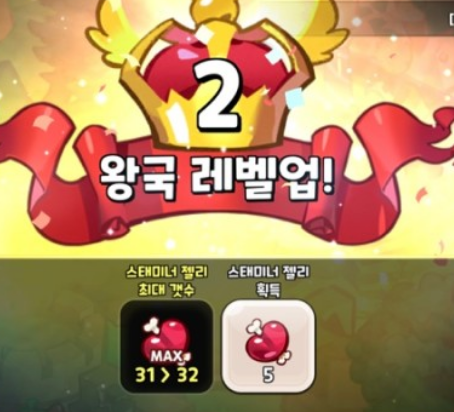 2
왕국 레벨업!
스태미너 젤리
최대 갯수
스태미너 젤리
획득
MAX
31 > 32
5